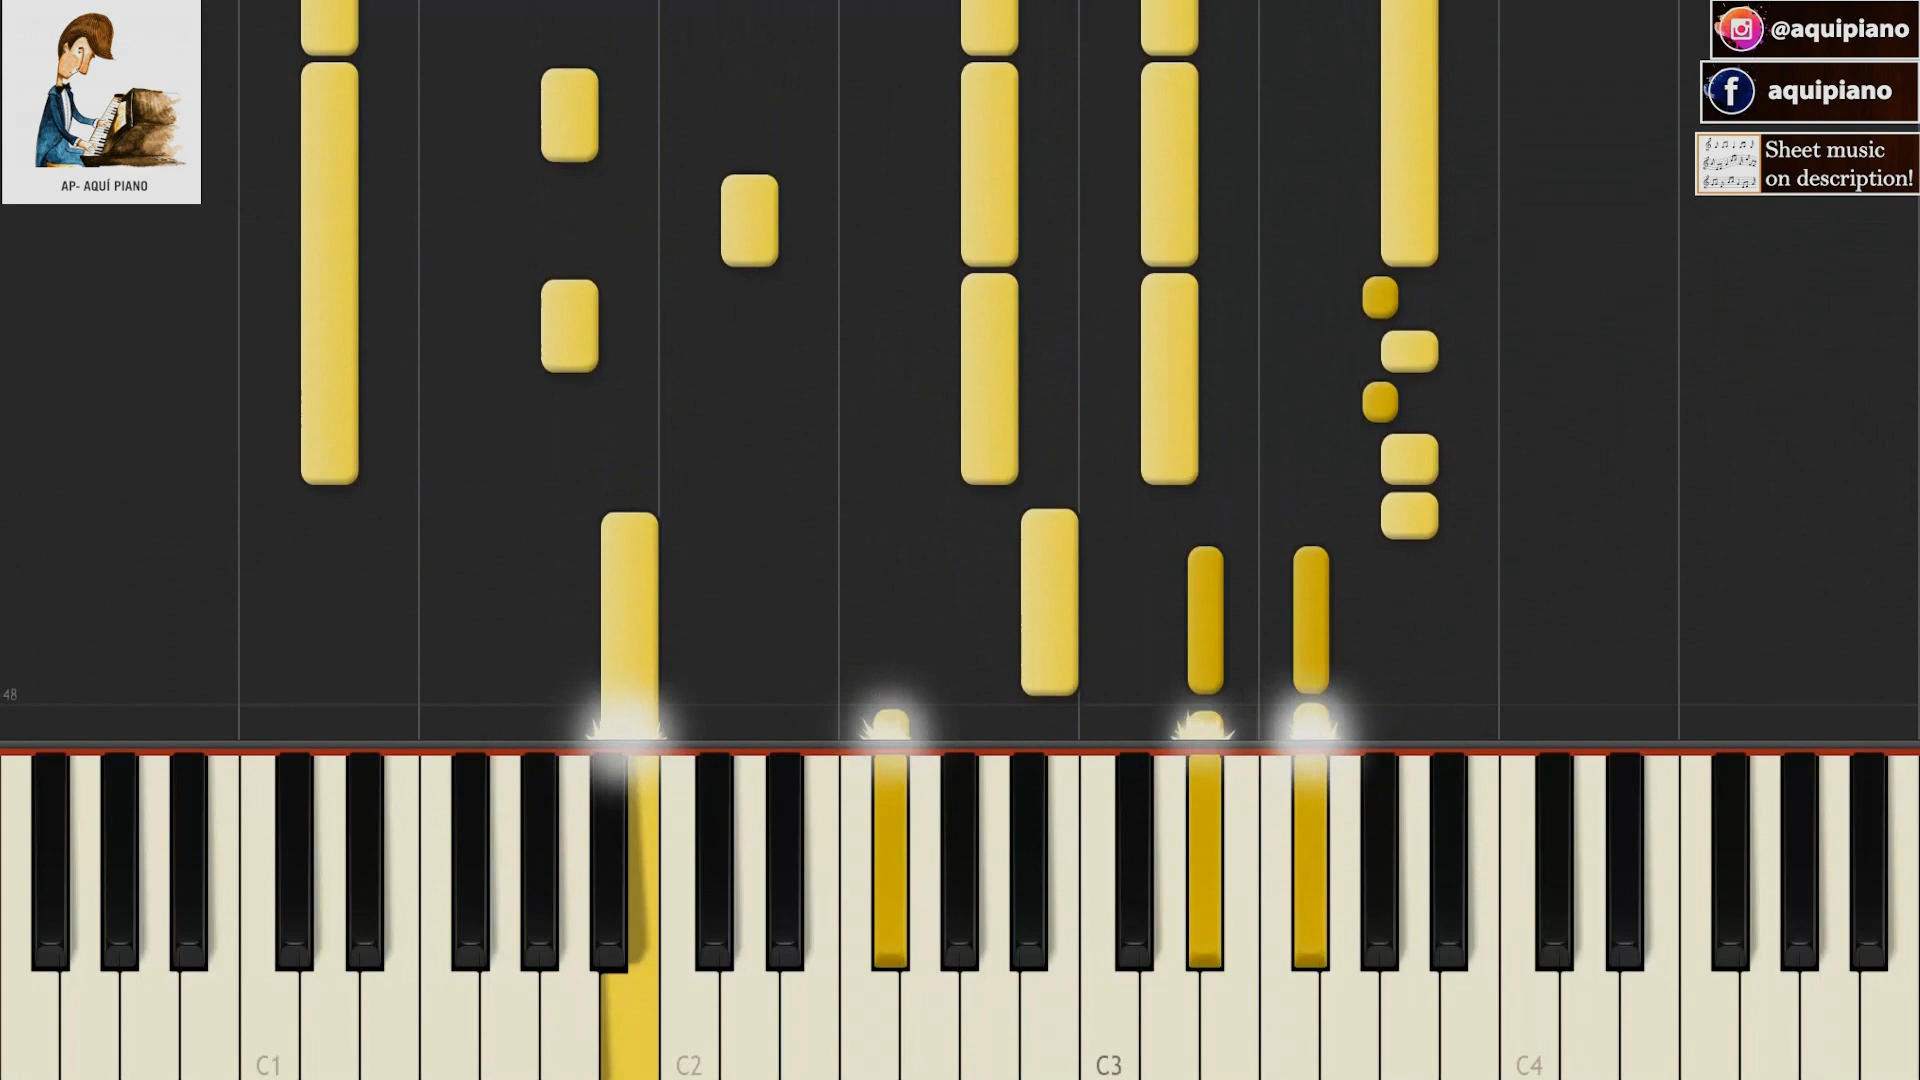 AP- AQUÍ PIANO
@aquipiano
aquipiano
Sheet music
on description!
48
C1
C2
C3
C4